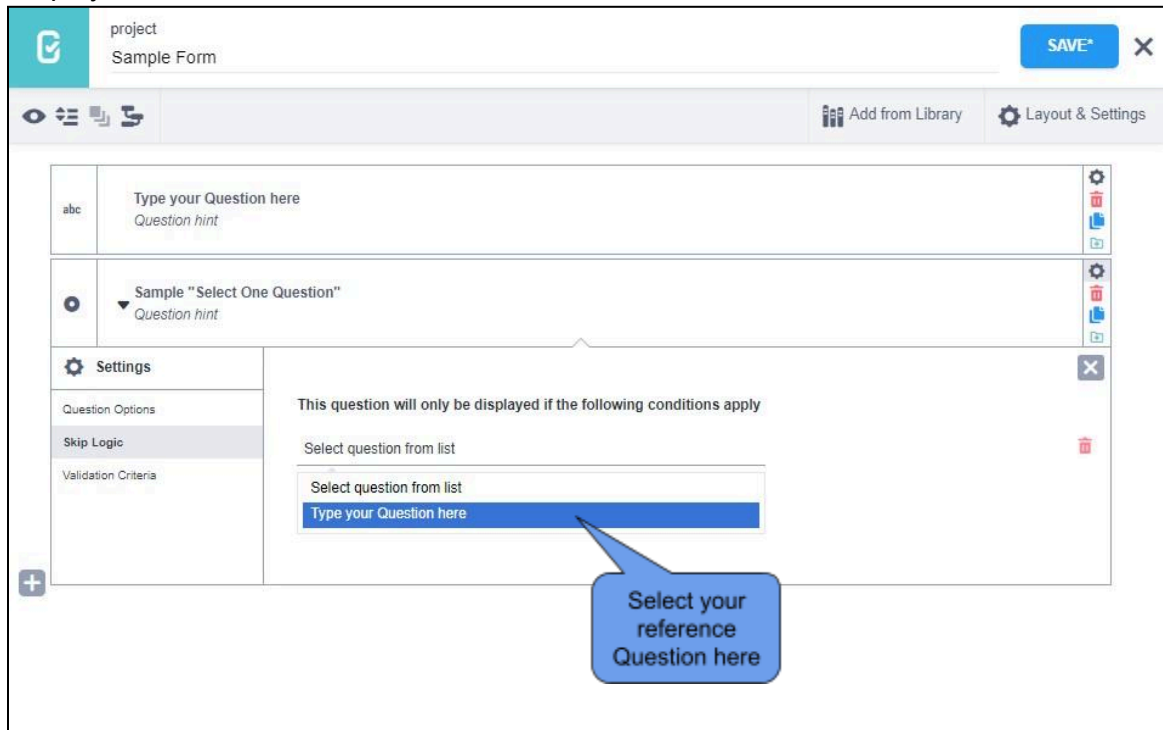 project
Sample Form
SAVE*
Add from Library
Layout & Settings
abc
Type your Question here
Question hint
Sample "Select One Question"
Question hint
Settings
Question Options
Skip Logic
Validation Criteria
This question will only be displayed if the following conditions apply
Select question from list
Select question from list
Type your Question here
Select your
reference
Question here